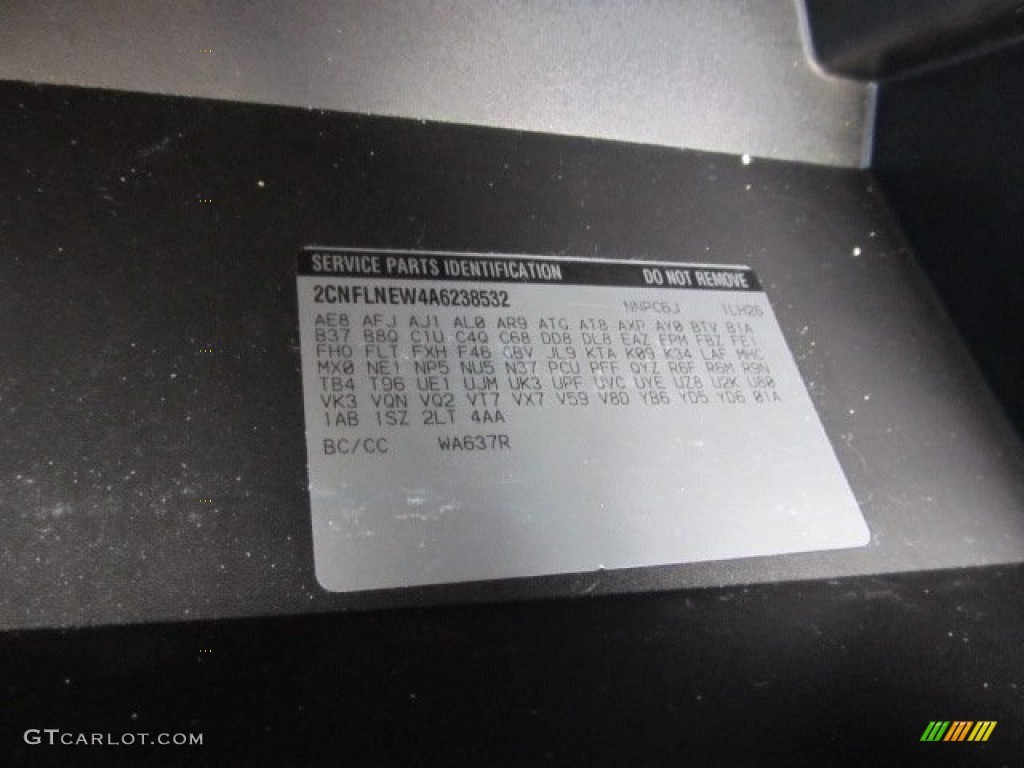 SERVICE PARTS IDENTIFICATION DO NOT REMOVE
2CNFLNEW4A6238532 NNPC6J 1LH26
AE8 AFJ AJ1 AL0 AR9 ATG AT8 AXP AY0 BTV B1A
B37 B8Q C1U C4Q C68 DD8 DL8 EAZ EPM FBZ FE1
FHO FLT FXH F46 GBV JL9 KTA K09 K34 LAF MHC
MX0 NE1 NP5 NU5 N37 PCU PFF QYZ R6F R6M R9N
TB4 T96 UE1 UJM UK3 UPF UVC UYE UZ8 U2K U80
VK3 VQN VQ2 VT7 VX7 V59 V8D YB6 YD5 YD6 01A
1AB 1SZ 2LT 4AA
BC/CC WA637R
GTCARLOT.COM